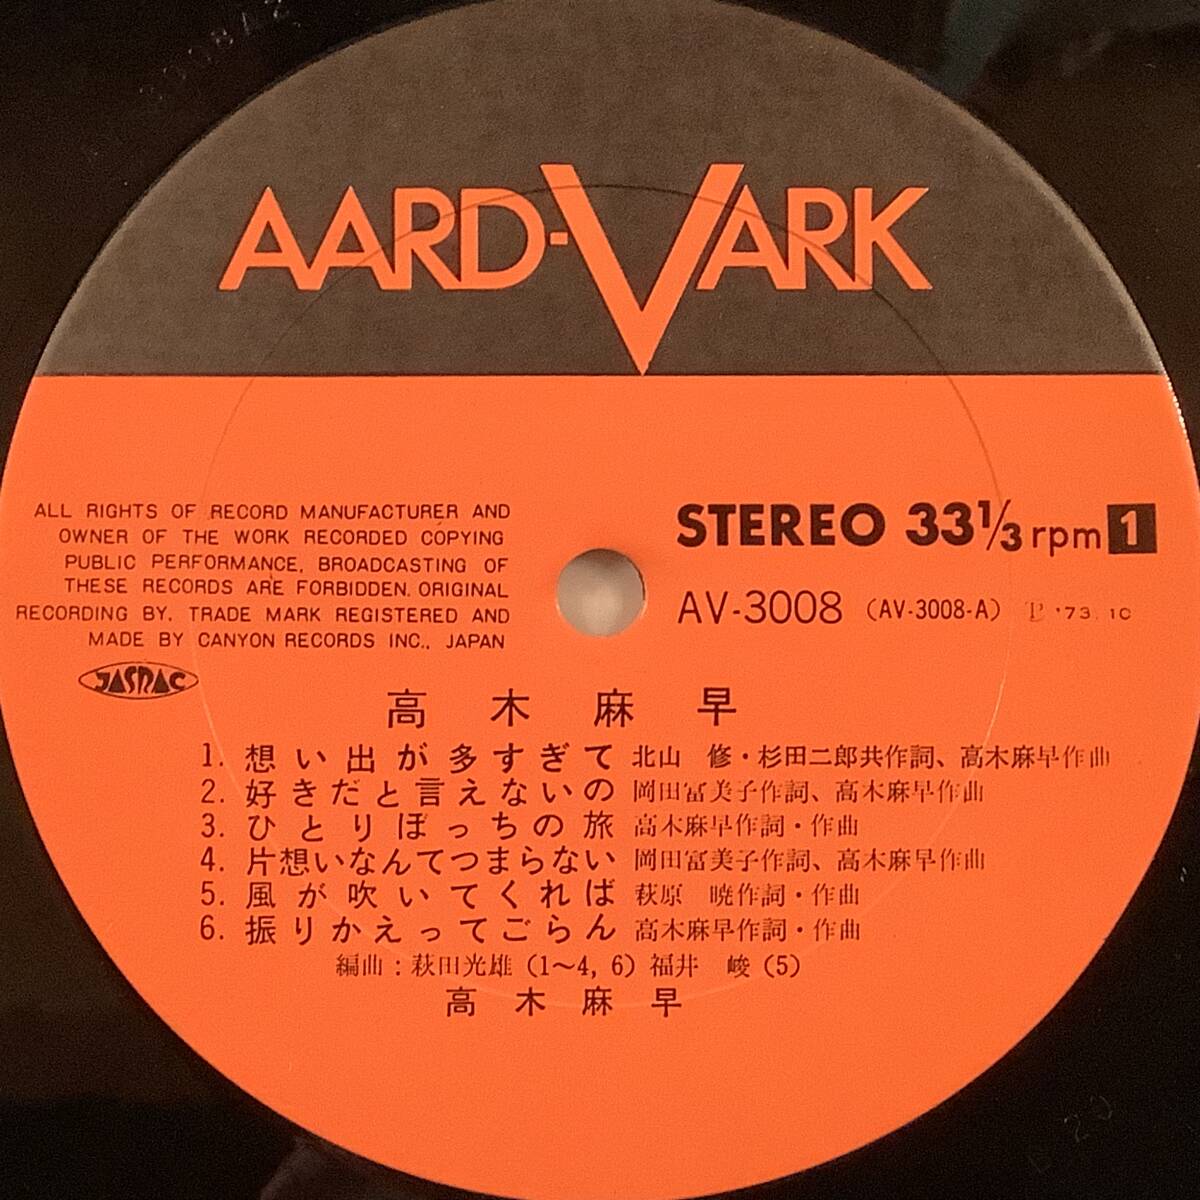 AARD-VARK
ALL RIGHTS OF RECORD MANUFACTURER AND
OWNER OF THE WORK RECORDED COPYING
PUBLIC PERFORMANCE, BROADCASTING OF
THESE RECORDS ARE FORBIDDEN. ORIGINAL
RECORDING BY, TRADE MARK REGISTERED AND
MADE BY CANYON RECORDS INC., JAPAN
JASRAC
STEREO 33⅓ rpm 1
AV-3008 (AV-3008-A) Ⓟ '73. 10
高木麻早
1. 想い出が多すぎて 北山 修・杉田二郎共作詞、高木麻早作曲
2. 好きだと言えないの 岡田冨美子作詞、高木麻早作曲
3. ひとりぼっちの旅 高木麻早作詞・作曲
4. 片想いなんてつまらない 岡田冨美子作詞、高木麻早作曲
5. 風が吹いてくれば 萩原 暁作詞・作曲
6. 振りかえってごらん 高木麻早作詞・作曲
編曲：萩田光雄（1〜4, 6）福井 峻（5）
高木麻早